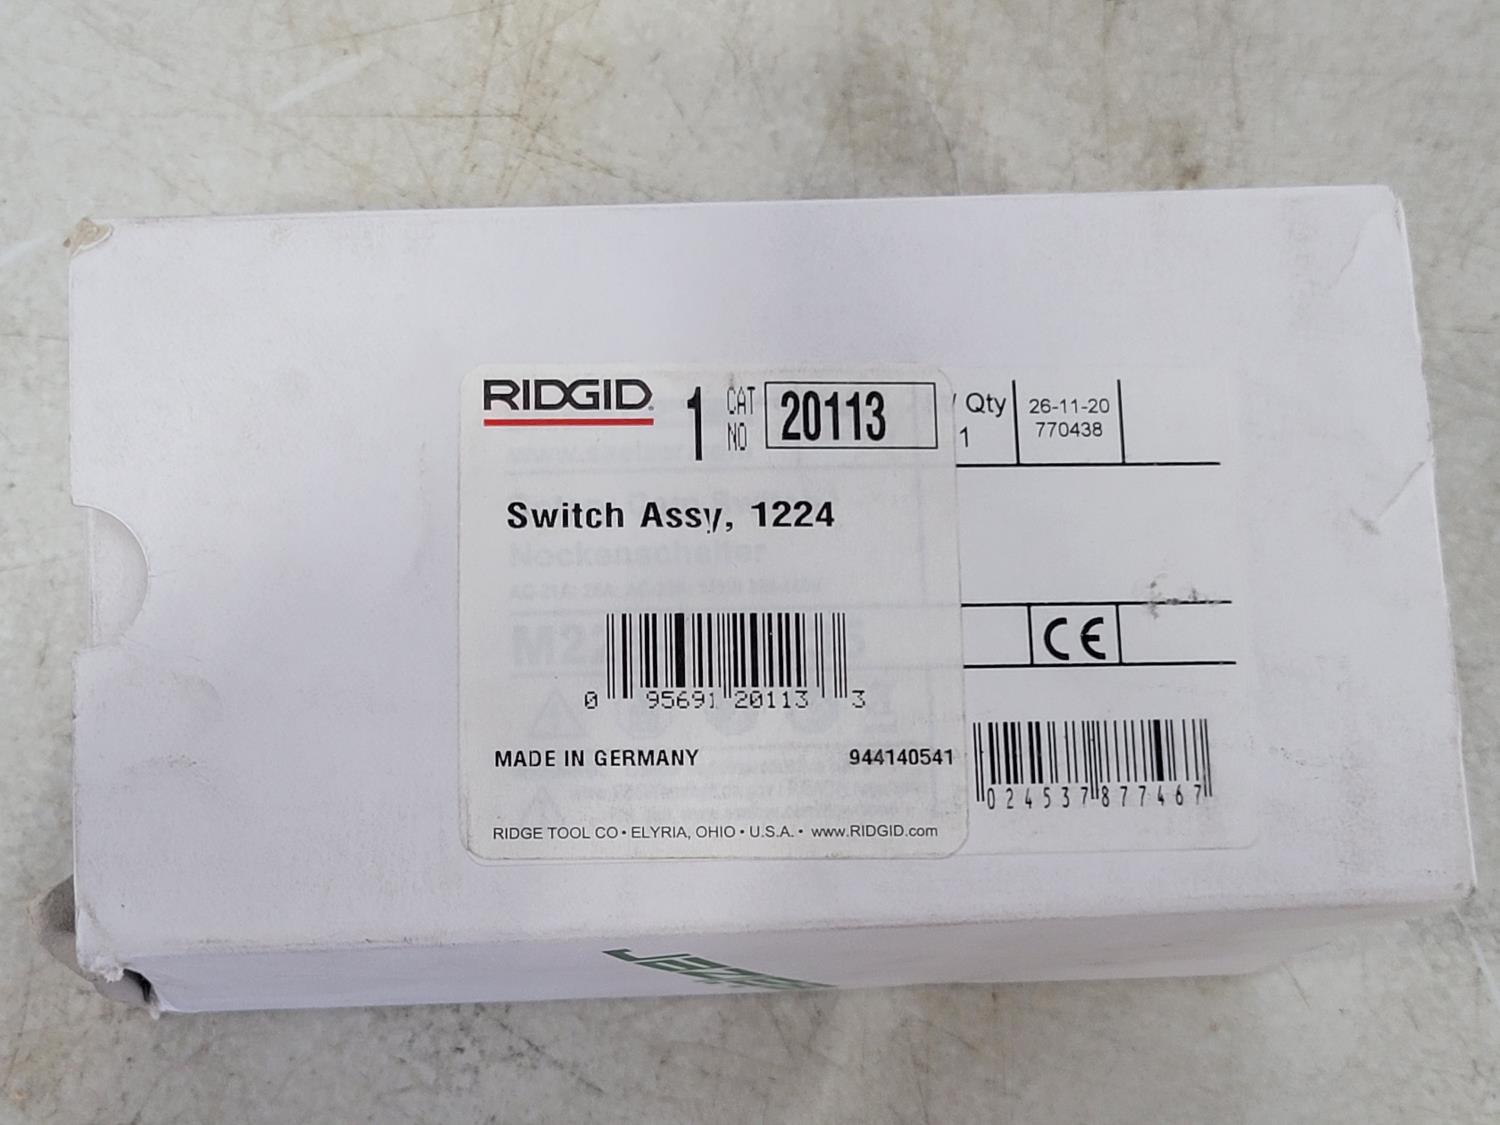 RIDGID
1 CAT NO 20113
Qty
1
26-11-20
770438
Switch Assy, 1224
Nockenschalter
CE
0 95691 20113 3
MADE IN GERMANY 944140541
024537877467
RIDGE TOOL CO • ELYRIA, OHIO • U.S.A. • www.RIDGID.com